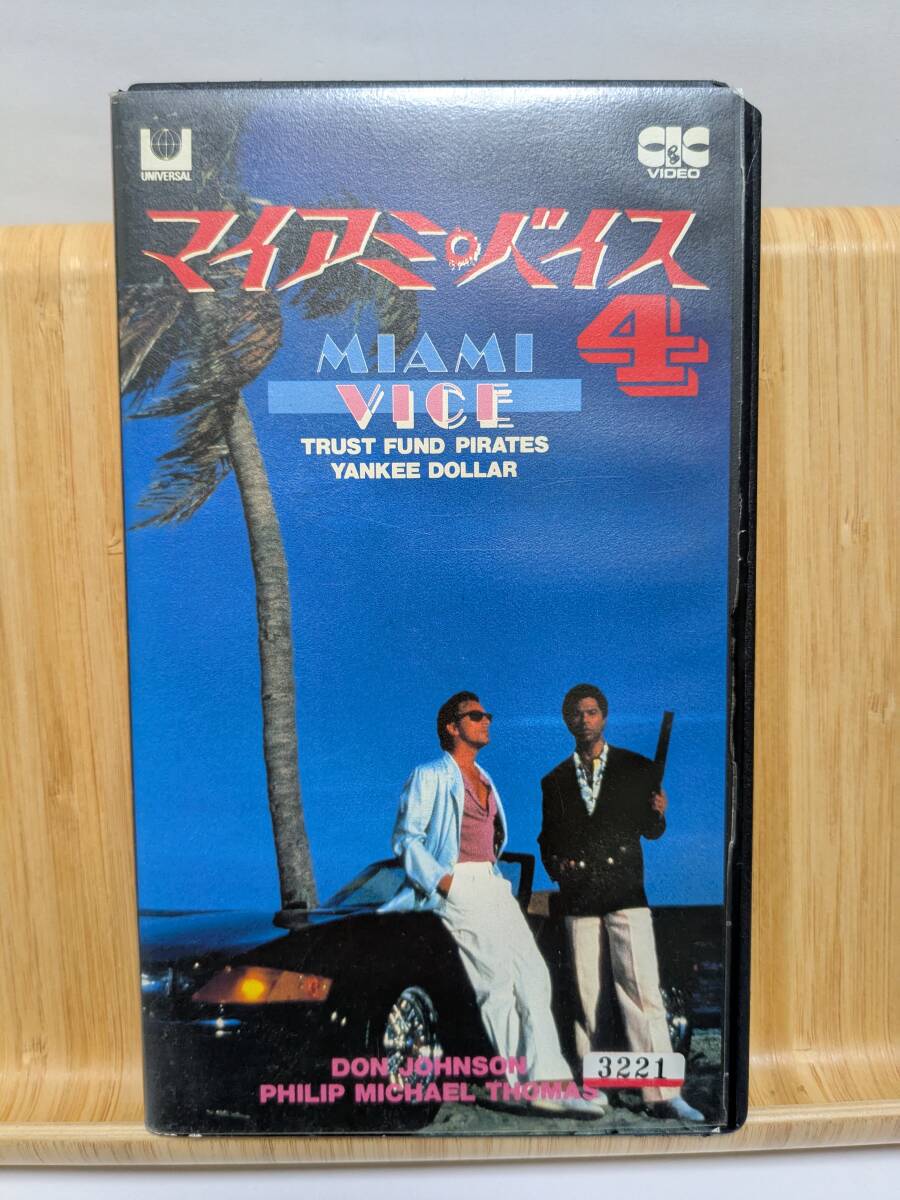 UNIVERSAL
CIC
VIDEO
マイアミ・バイス
4
MIAMI
VICE
TRUST FUND PIRATES
YANKEE DOLLAR
DON JOHNSON
PHILIP MICHAEL THOMAS
3221